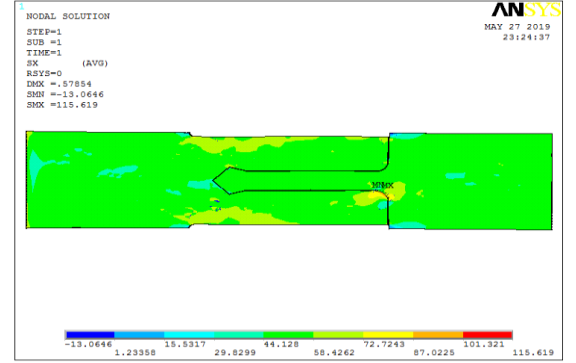 1
ANSYS
NODAL SOLUTION
MAY 27 2019
23:24:37
STEP=1
SUB =1
TIME=1
SX (AVG)
RSYS=0
DMX =.57854
SMN =-13.0646
SMX =115.619
MNMX
-13.0646 15.5317 44.128 72.7243 101.321
1.23358 29.8299 58.4262 87.0225 115.619